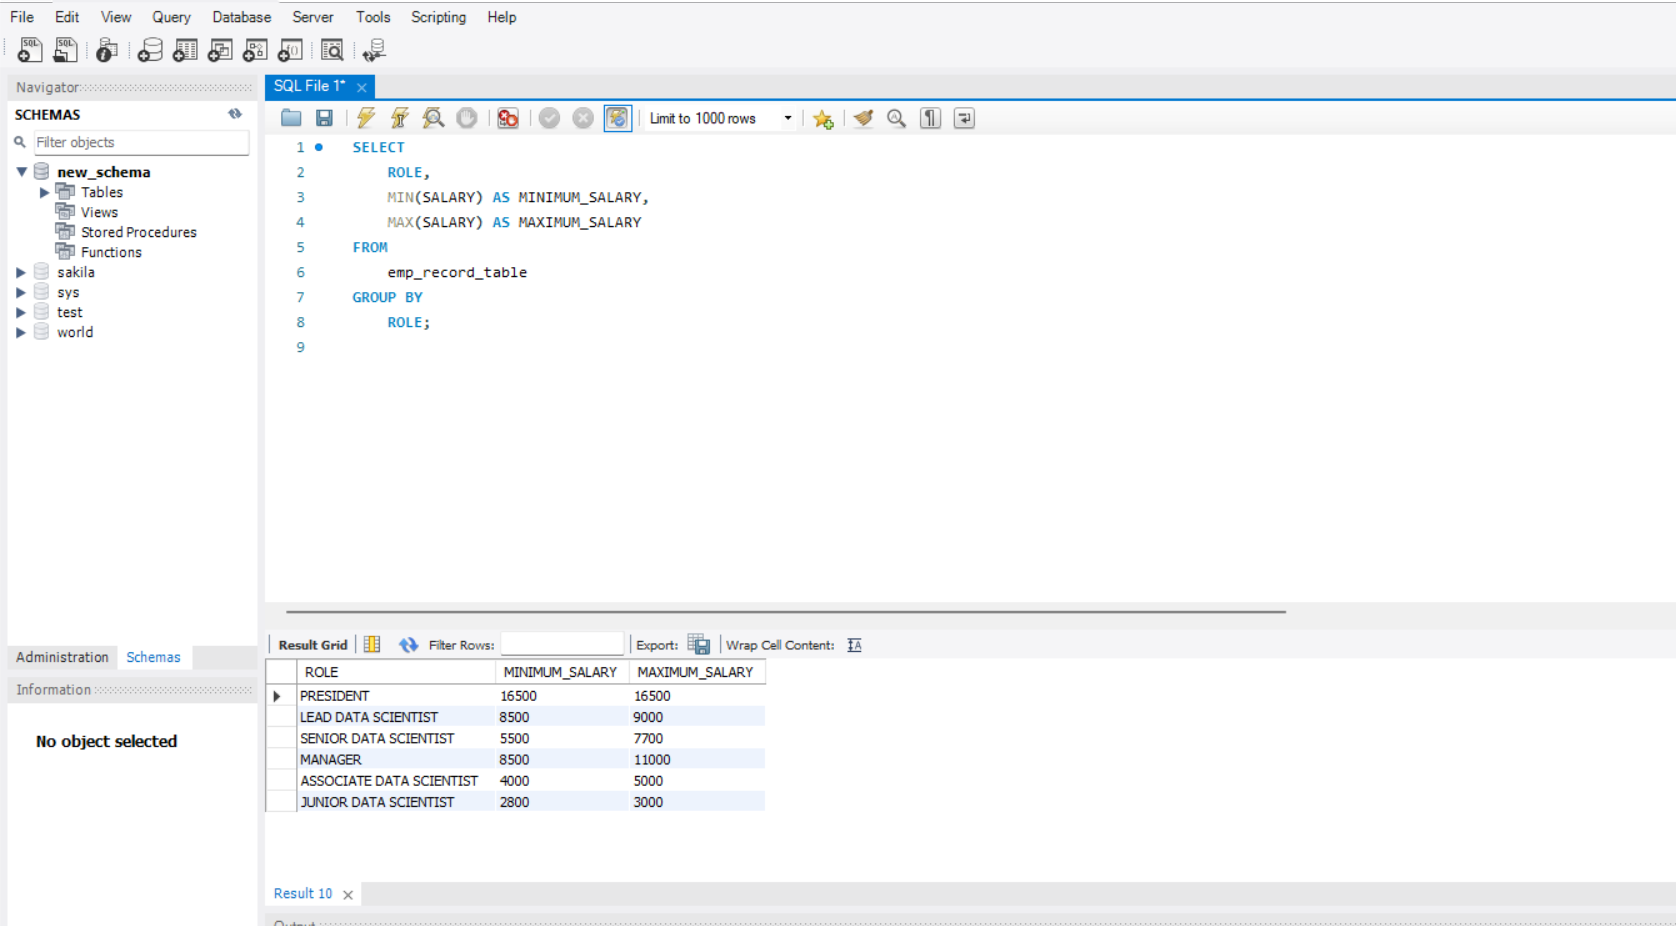 File Edit View Query Database Server Tools Scripting Help
Navigator
SCHEMAS
Filter objects
new_schema
Tables
Views
Stored Procedures
Functions
sakila
sys
test
world
Administration Schemas
Information
No object selected
SQL File 1*
Limit to 1000 rows
1 SELECT
2 ROLE,
3 MIN(SALARY) AS MINIMUM_SALARY,
4 MAX(SALARY) AS MAXIMUM_SALARY
5 FROM
6 emp_record_table
7 GROUP BY
8 ROLE;
9
Result Grid Filter Rows: Export: Wrap Cell Content:
ROLE MINIMUM_SALARY MAXIMUM_SALARY
PRESIDENT 16500 16500
LEAD DATA SCIENTIST 8500 9000
SENIOR DATA SCIENTIST 5500 7700
MANAGER 8500 11000
ASSOCIATE DATA SCIENTIST 4000 5000
JUNIOR DATA SCIENTIST 2800 3000
Result 10
Output